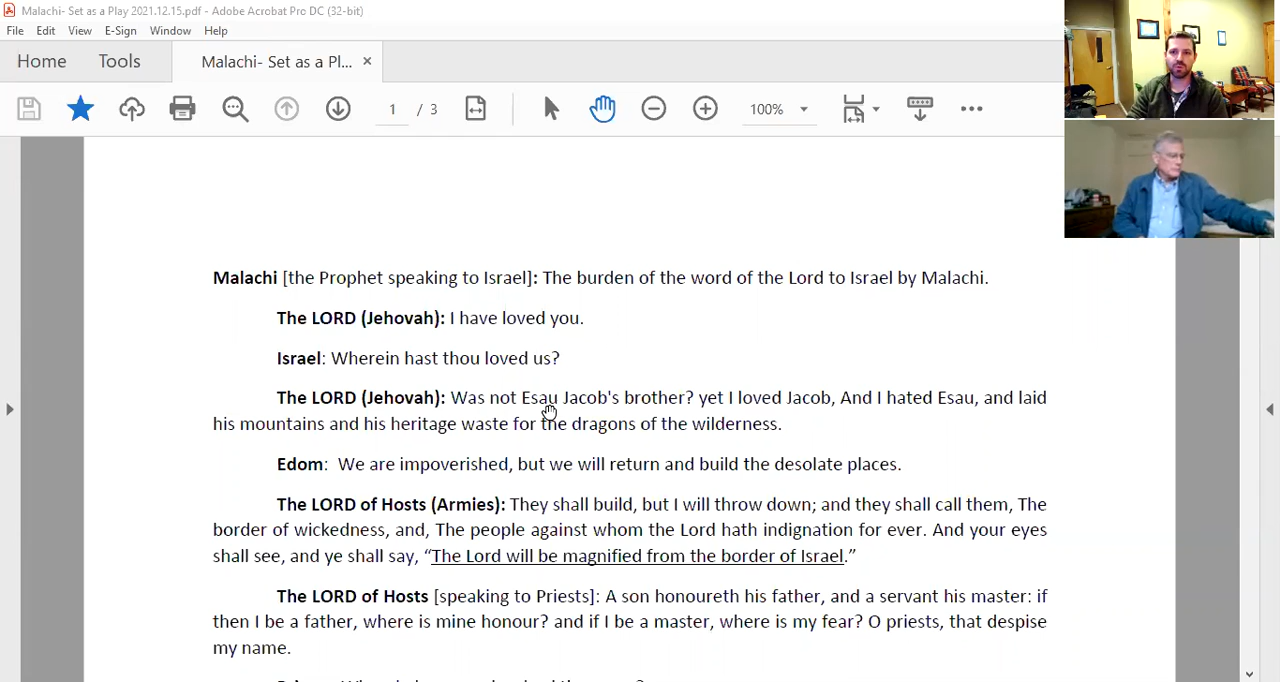 Malachi- Set as a Play 2021.12.15.pdf - Adobe Acrobat Pro DC (32-bit)
File Edit View E-Sign Window Help
Home Tools Malachi- Set as a Pl... ×
1 / 3 100%
Malachi [the Prophet speaking to Israel]: The burden of the word of the Lord to Israel by Malachi.
The LORD (Jehovah): I have loved you.
Israel: Wherein hast thou loved us?
The LORD (Jehovah): Was not Esau Jacob's brother? yet I loved Jacob, And I hated Esau, and laid
his mountains and his heritage waste for the dragons of the wilderness.
Edom: We are impoverished, but we will return and build the desolate places.
The LORD of Hosts (Armies): They shall build, but I will throw down; and they shall call them, The
border of wickedness, and, The people against whom the Lord hath indignation for ever. And your eyes
shall see, and ye shall say, “The Lord will be magnified from the border of Israel.”
The LORD of Hosts [speaking to Priests]: A son honoureth his father, and a servant his master: if
then I be a father, where is mine honour? and if I be a master, where is my fear? O priests, that despise
my name.